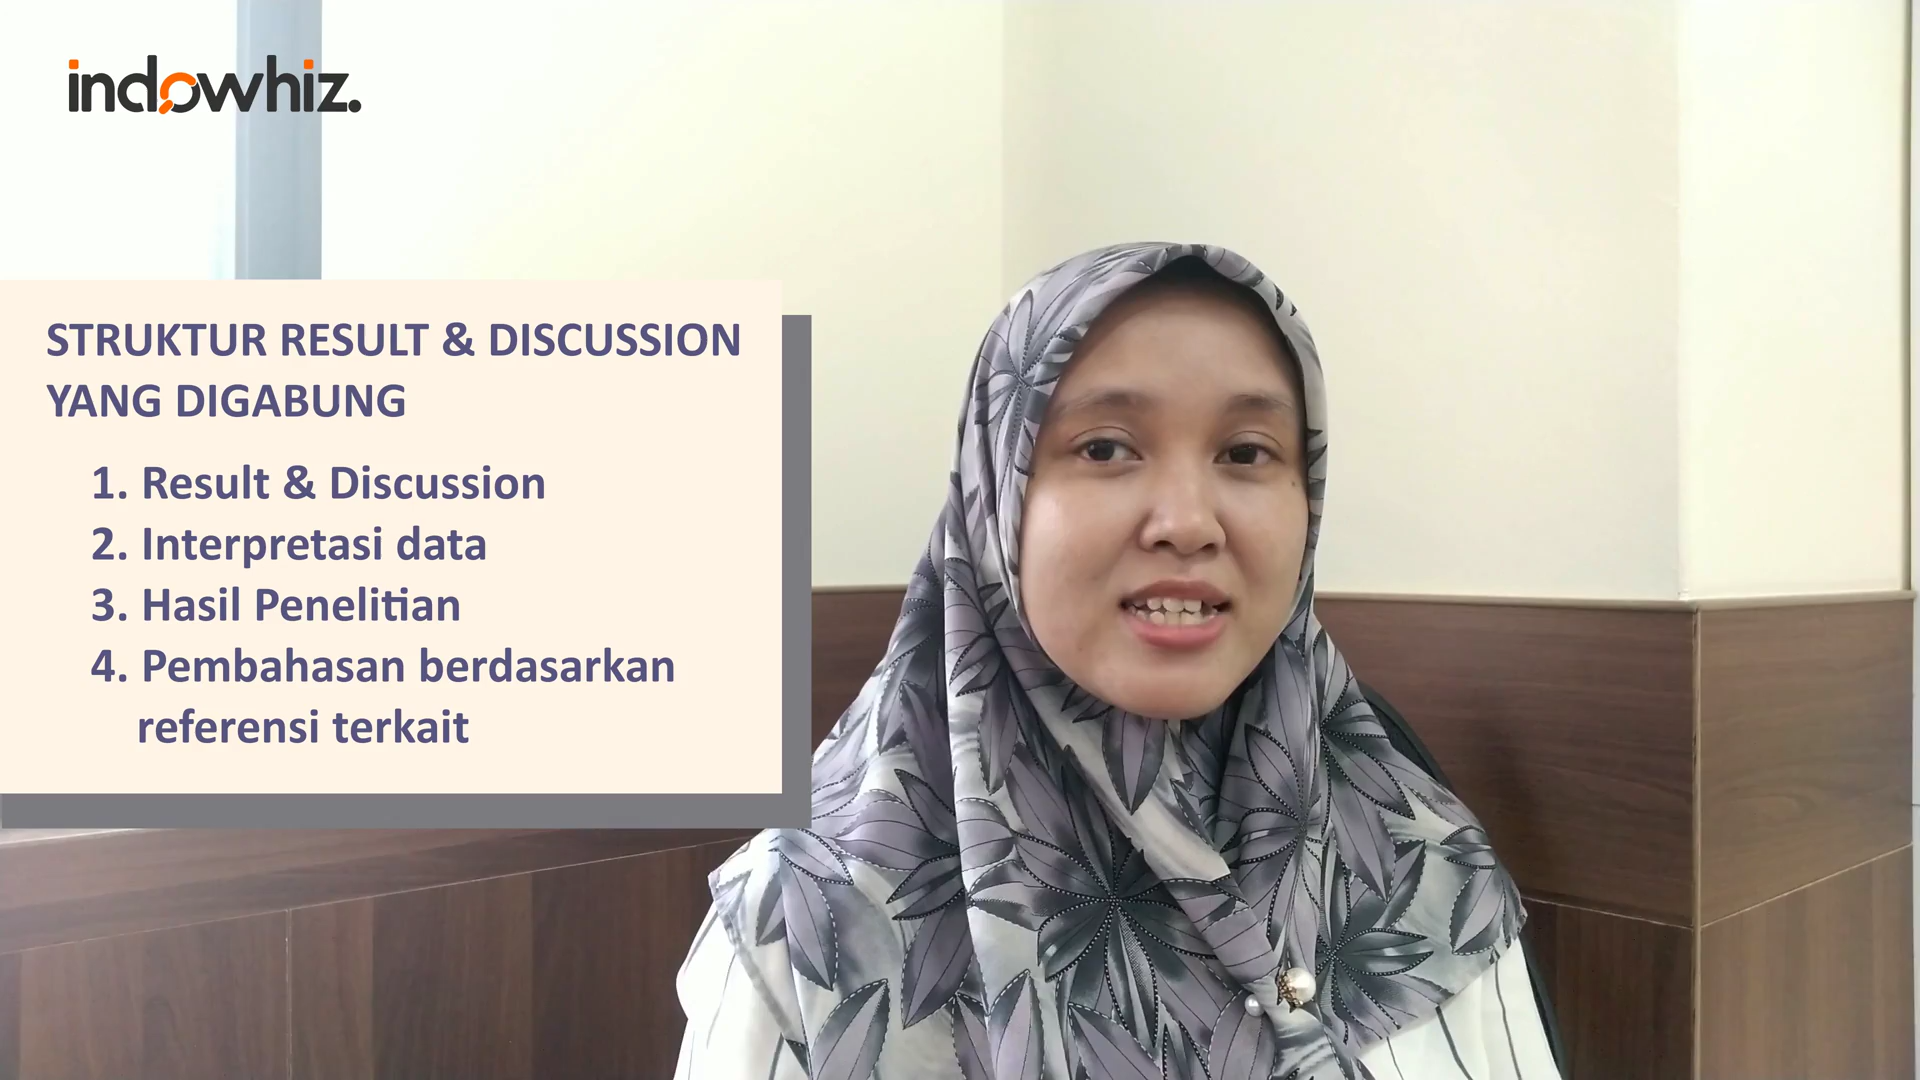 indowhiz.
STRUKTUR RESULT & DISCUSSION
YANG DIGABUNG
1. Result & Discussion
2. Interpretasi data
3. Hasil Penelitian
4. Pembahasan berdasarkan
referensi terkait